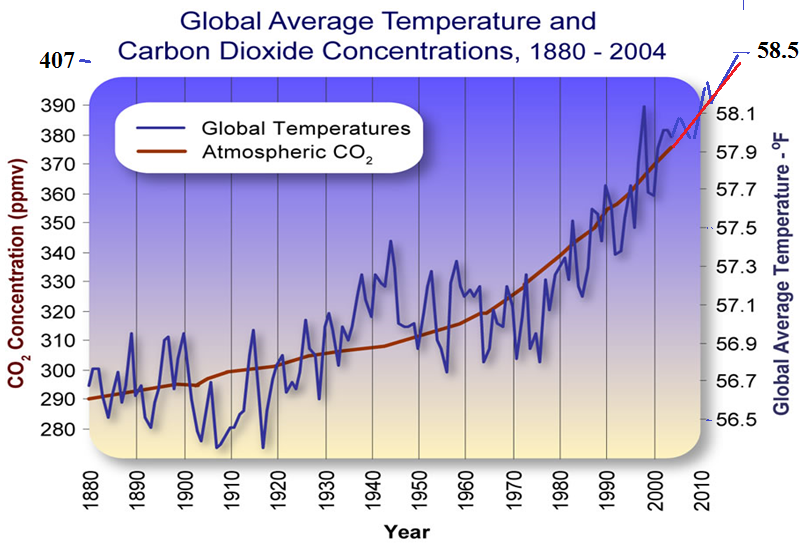 Global Average Temperature and
Carbon Dioxide Concentrations, 1880 - 2004
407
58.5
Global Temperatures
Atmospheric CO2
CO2 Concentration (ppmv)
390
380
370
360
350
340
330
320
310
300
290
280
58.1
57.9
57.7
57.5
57.3
57.1
56.9
56.7
56.5
Global Average Temperature - ºF
1880 1890 1900 1910 1920 1930 1940 1950 1960 1970 1980 1990 2000 2010
Year